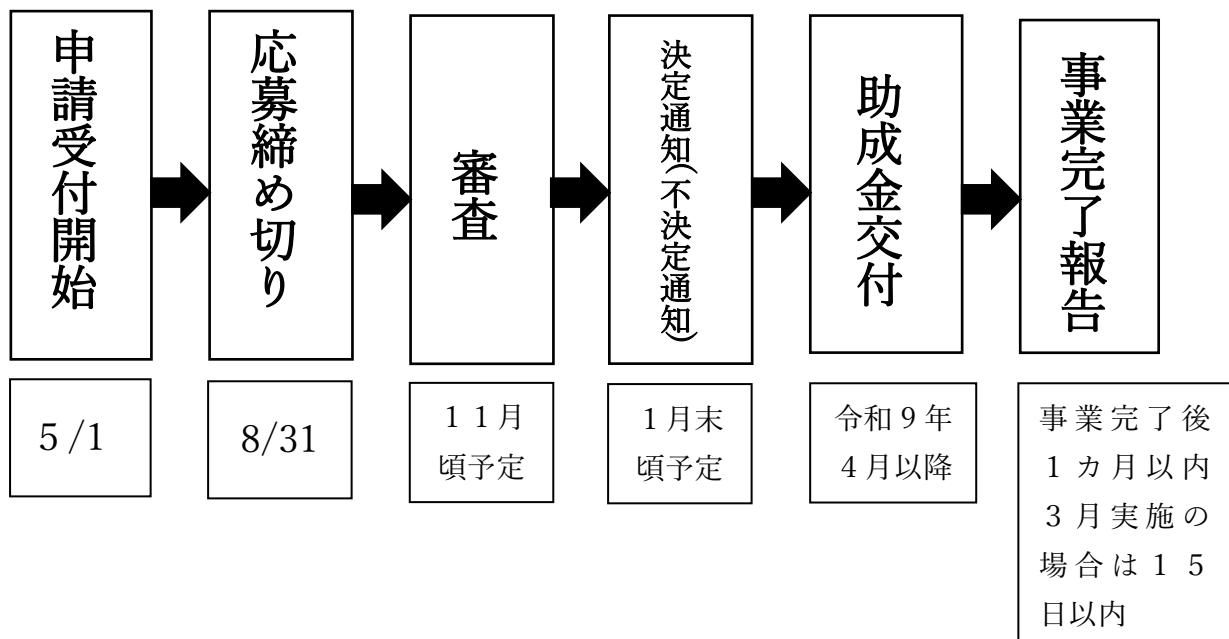 申請受付開始
応募締め切り
審査
決定通知(不決定通知)
助成金交付
事業完了報告
5/1
8/31
11月
頃予定
1月末
頃予定
令和9年
4月以降
事業完了後
1カ月以内
3月実施の
場合は15
日以内